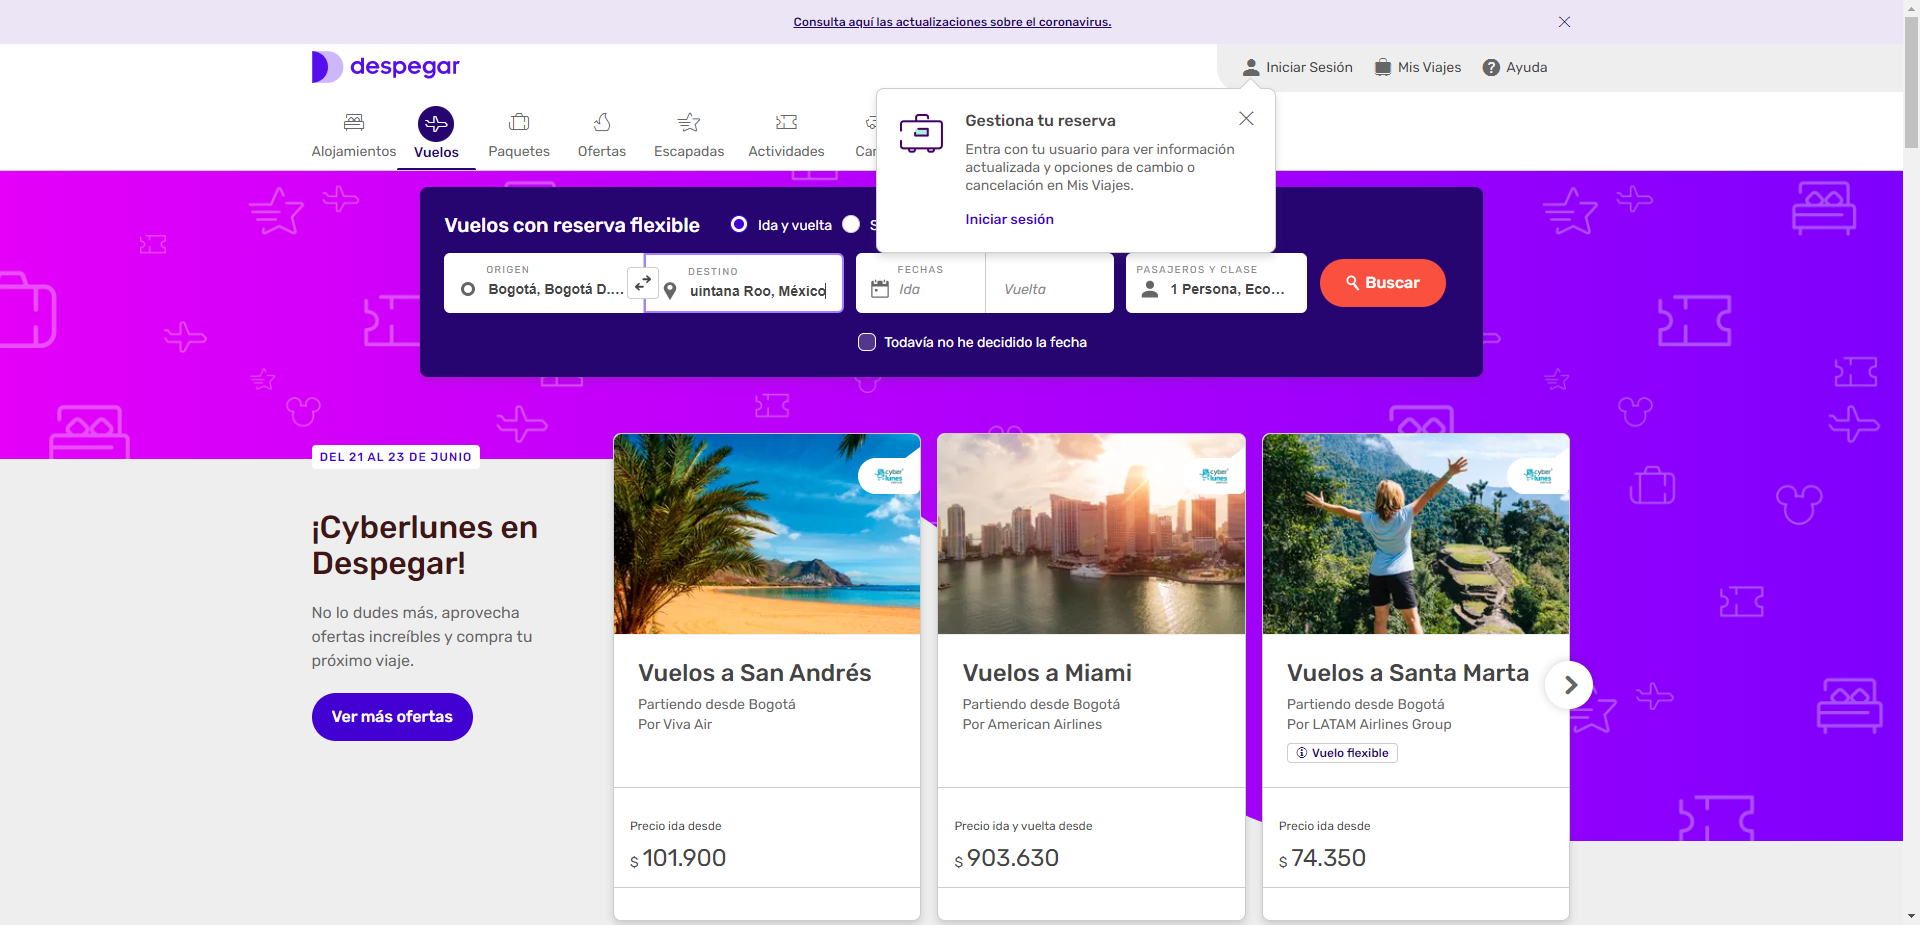 Consulta aquí las actualizaciones sobre el coronavirus.
despegar
Iniciar Sesión
Mis Viajes
Ayuda
Alojamientos
Vuelos
Paquetes
Ofertas
Escapadas
Actividades
Gestiona tu reserva
Entra con tu usuario para ver información
actualizada y opciones de cambio o
cancelación en Mis Viajes.
Iniciar sesión
Vuelos con reserva flexible
Ida y vuelta
ORIGEN
Bogotá, Bogotá D....
DESTINO
uintana Roo, México
FECHAS
Ida
Vuelta
PASAJEROS Y CLASE
1 Persona, Eco...
Buscar
Todavía no he decidido la fecha
DEL 21 AL 23 DE JUNIO
¡Cyberlunes en
Despegar!
No lo dudes más, aprovecha
ofertas increíbles y compra tu
próximo viaje.
Ver más ofertas
cyber
lunes
Vuelos a San Andrés
Partiendo desde Bogotá
Por Viva Air
Precio ida desde
$ 101.900
cyber
lunes
Vuelos a Miami
Partiendo desde Bogotá
Por American Airlines
Precio ida y vuelta desde
$ 903.630
cyber
lunes
Vuelos a Santa Marta
Partiendo desde Bogotá
Por LATAM Airlines Group
Vuelo flexible
Precio ida desde
$ 74.350